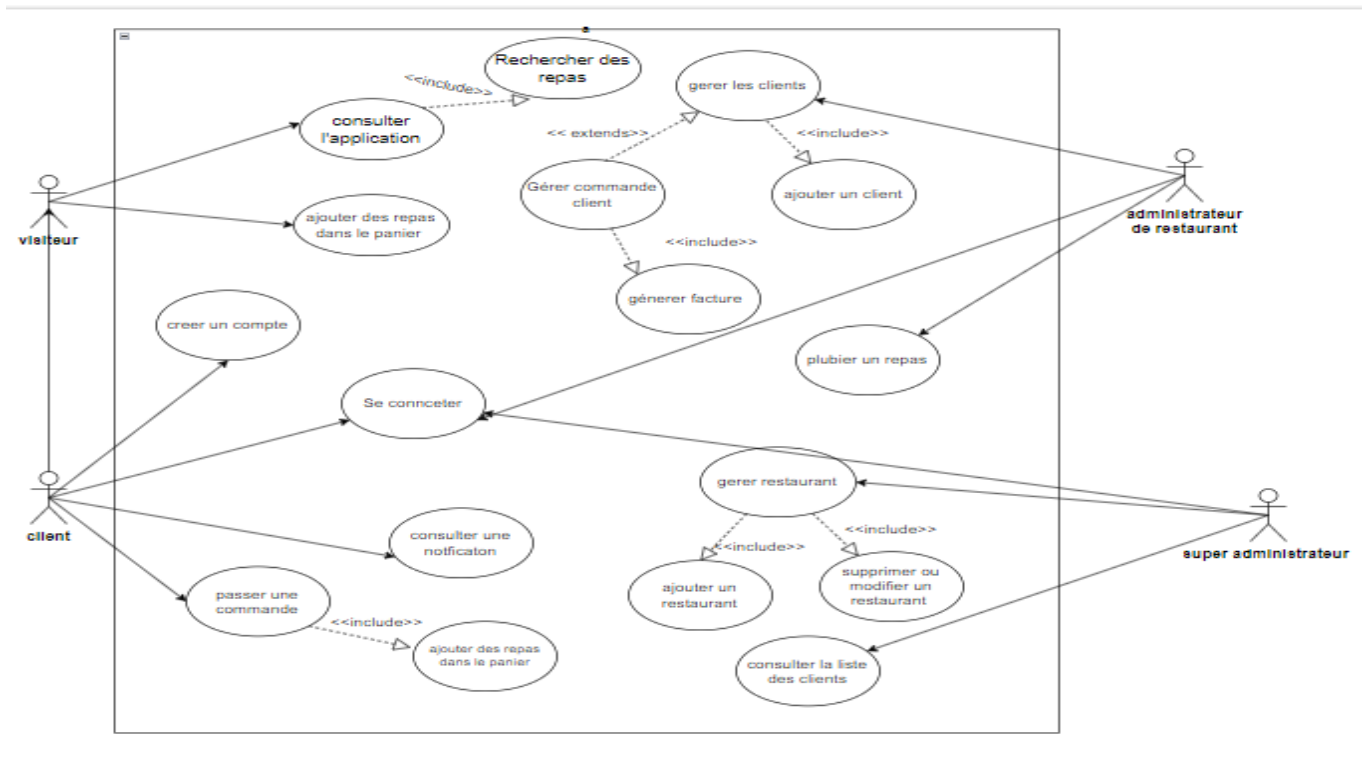 a
Rechercher des
repas
<<include>>
consulter
l'application
gerer les clients
<< extends>>
<<include>>
Gérer commande
client
ajouter un client
visiteur
ajouter des repas
dans le panier
<<include>>
administrateur
de restaurant
génerer facture
creer un compte
plubier un repas
Se connceter
gerer restaurant
client
consulter une
notficaton
<<include>>
<<include>>
super administrateur
ajouter un
restaurant
supprimer ou
modifier un
restaurant
passer une
commande
<<include>>
ajouter des repas
dans le panier
consulter la liste
des clients